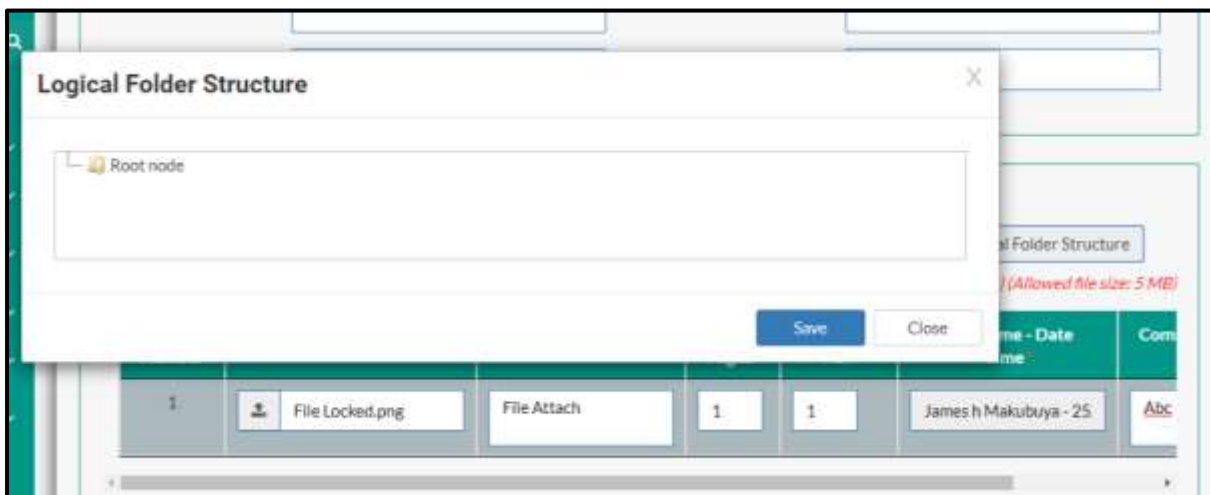 Logical Folder Structure
X
Root node
al Folder Structure
(Allowed file size: 5 MB)
Save
Close
me - Date
Com
me*
1
File Locked.png
File Attach
1
1
James h Makubuya - 25
Abc